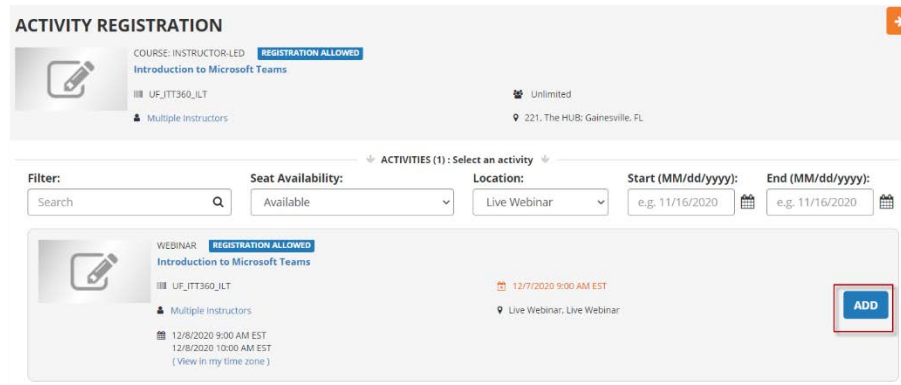 ACTIVITY REGISTRATION
COURSE: INSTRUCTOR-LED REGISTRATION ALLOWED
Introduction to Microsoft Teams
UF_ITT360_ILT Unlimited
Multiple Instructors 221, The HUB; Gainesville, FL
ACTIVITIES (1) : Select an activity
Filter: Seat Availability: Location: Start (MM/dd/yyyy): End (MM/dd/yyyy):
Search Available Live Webinar e.g. 11/16/2020 e.g. 11/16/2020
WEBINAR REGISTRATION ALLOWED
Introduction to Microsoft Teams
UF_ITT360_ILT 12/7/2020 9:00 AM EST
Multiple Instructors Live Webinar, Live Webinar ADD
12/8/2020 9:00 AM EST
12/8/2020 10:00 AM EST
( View in my time zone )